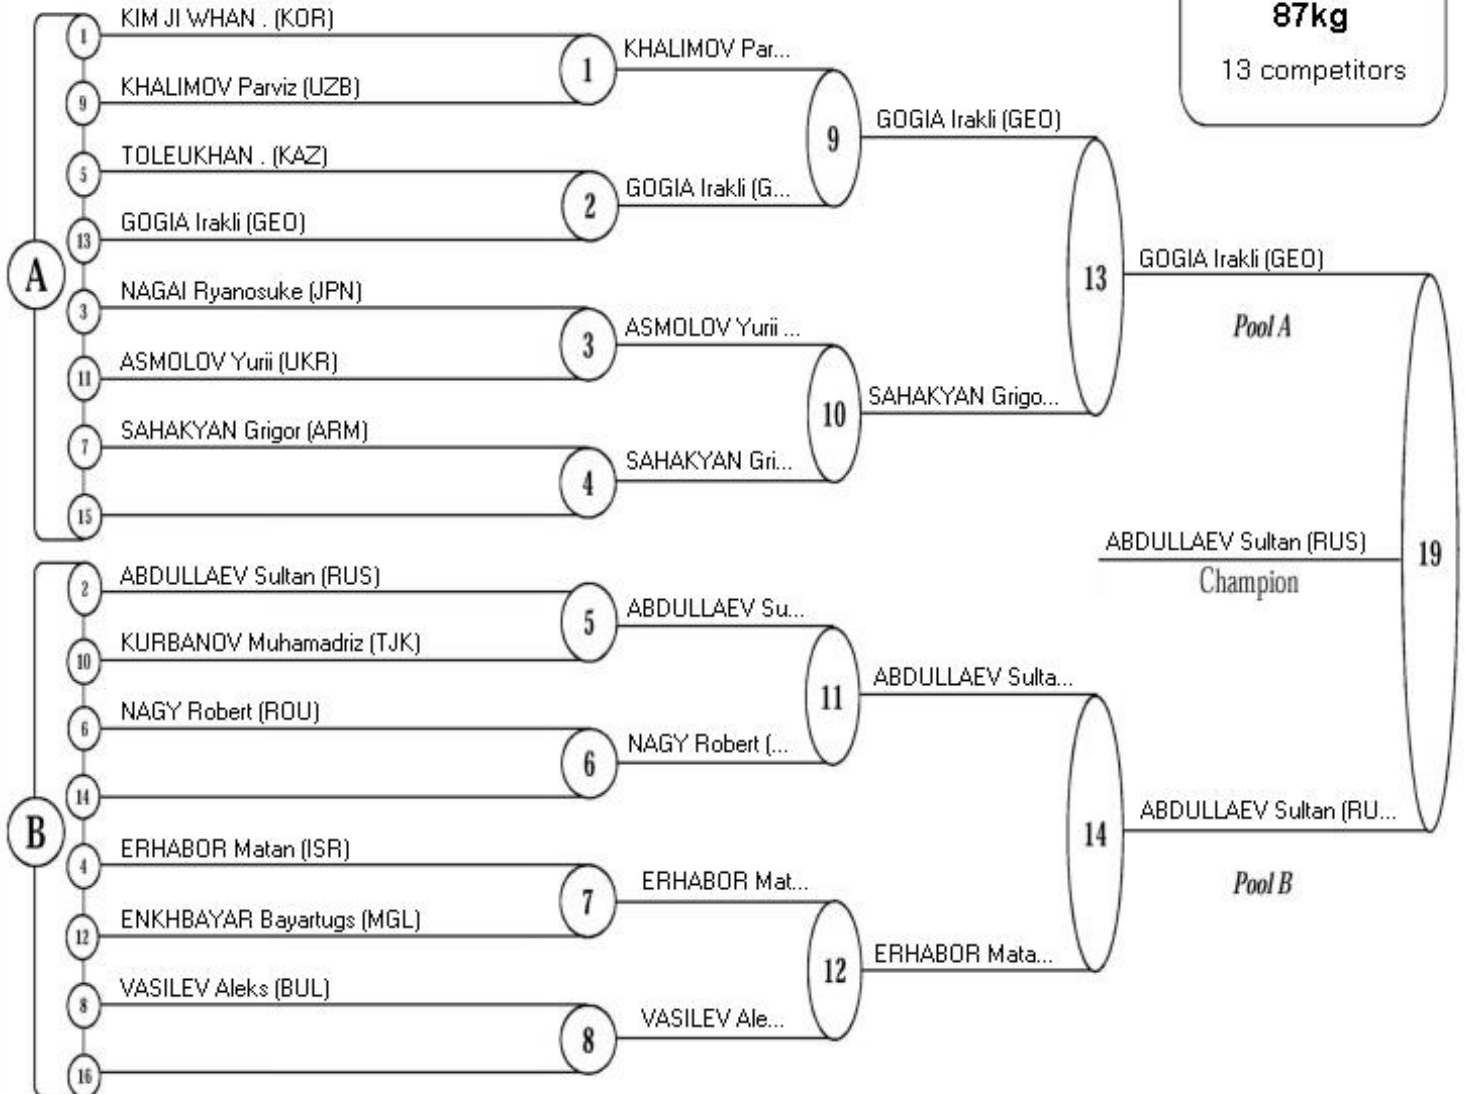 87kg
13 competitors
A
1
KIM JI WHAN . (KOR)
9
KHALIMOV Parviz (UZB)
5
TOLEUKHAN . (KAZ)
13
GOGIA Irakli (GEO)
3
NAGAI Ryanosuke (JPN)
11
ASMOLOV Yurii (UKR)
7
SAHAKYAN Grigor (ARM)
15
B
2
ABDULLAEV Sultan (RUS)
10
KURBANOV Muhamadriz (TJK)
6
NAGY Robert (ROU)
14
4
ERHABOR Matan (ISR)
12
ENKHBAYAR Bayartugs (MGL)
8
VASILEV Aleks (BUL)
16
1
KHALIMOV Par...
2
GOGIA Irakli (G...
3
ASMOLOV Yurii ...
4
SAHAKYAN Gri...
5
ABDULLAEV Su...
6
NAGY Robert (...
7
ERHABOR Mat...
8
VASILEV Ale...
9
GOGIA Irakli (GEO)
10
SAHAKYAN Grigo...
11
ABDULLAEV Sulta...
12
ERHABOR Mata...
13
GOGIA Irakli (GEO)
Pool A
14
ABDULLAEV Sultan (RU...
Pool B
19
ABDULLAEV Sultan (RUS)
Champion